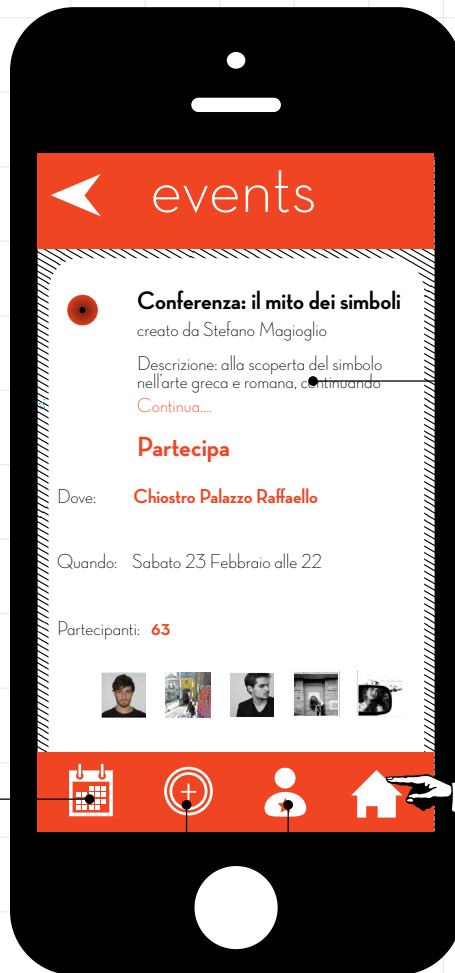 events
Conferenza: il mito dei simboli
creato da Stefano Magioglio
Descrizione: alla scoperta del simbolo
nell'arte greca e romana, continuando
Continua....
Partecipa
Dove: Chiostro Palazzo Raffaello
Quando: Sabato 23 Febbraio alle 22
Partecipanti: 63